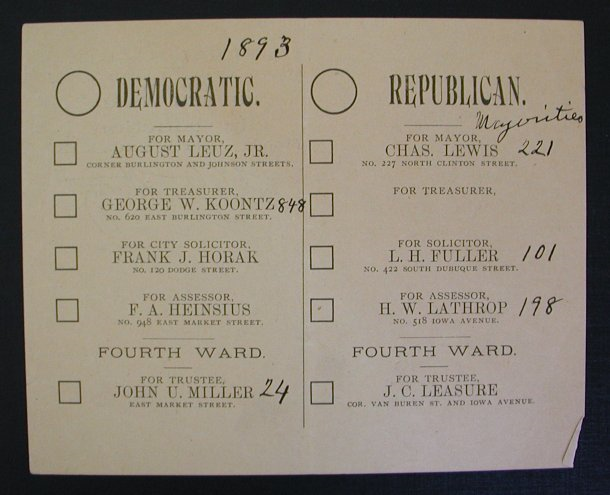 1893
DEMOCRATIC.
FOR MAYOR,
AUGUST LEUZ, JR.
CORNER BURLINGTON AND JOHNSON STREETS.
FOR TREASURER,
GEORGE W. KOONTZ 848
NO. 620 EAST BURLINGTON STREET.
FOR CITY SOLICITOR,
FRANK J. HORAK
NO. 120 DODGE STREET.
FOR ASSESSOR,
F. A. HEINSIUS
NO. 948 EAST MARKET STREET.
FOURTH WARD.
FOR TRUSTEE,
JOHN U. MILLER 24
EAST MARKET STREET.
REPUBLICAN.
Mayorities
FOR MAYOR,
CHAS. LEWIS 221
NO. 227 NORTH CLINTON STREET.
FOR TREASURER,
FOR SOLICITOR,
L. H. FULLER 101
NO. 422 SOUTH DUBUQUE STREET.
FOR ASSESSOR,
H. W. LATHROP 198
NO. 518 IOWA AVENUE.
FOURTH WARD.
FOR TRUSTEE,
J. C. LEASURE
COR. VAN BUREN ST. AND IOWA AVENUE.